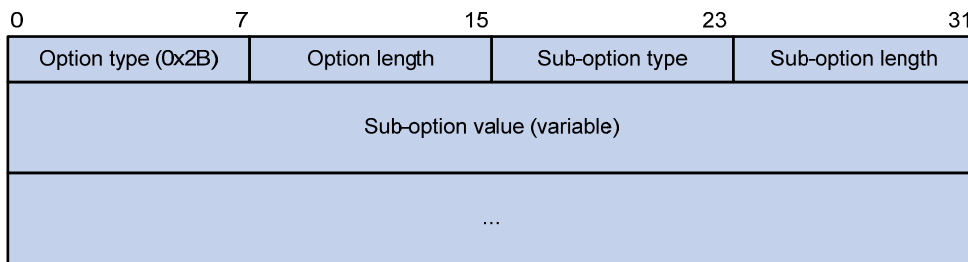 0 7 15 23 31
Option type (0x2B) Option length Sub-option type Sub-option length
Sub-option value (variable)
...